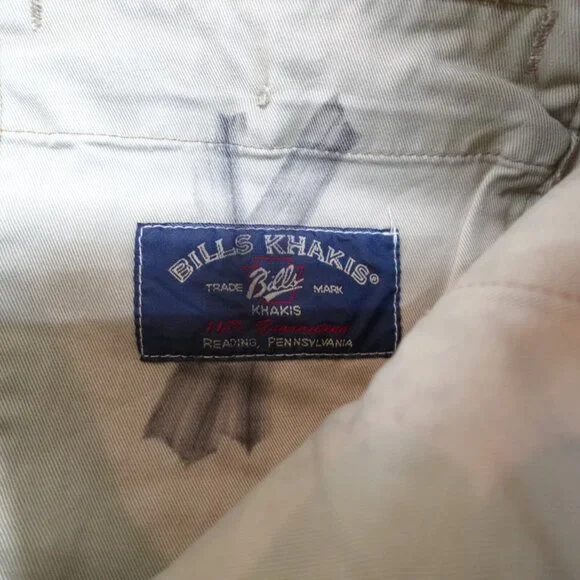 BILLS KHAKIS®
TRADE Bills MARK
KHAKIS
READING, PENNSYLVANIA